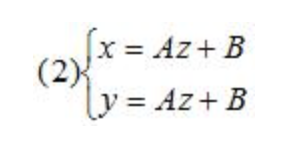 x = Az + B
(2){
y = Az + B